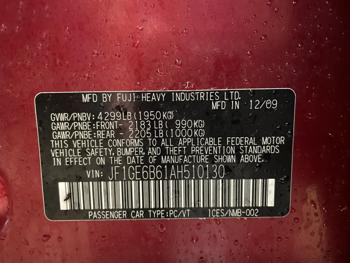 MFD BY FUJI HEAVY INDUSTRIES LTD.
MFD IN 12/09
GVWR/PNBV: 4299LB(1950KG)
GAWR/PNBE:FRONT- 2183LB( 990KG)
GAWR/PNBE:REAR - 2205LB(1000KG)
THIS VEHICLE CONFORMS TO ALL APPLICABLE FEDERAL MOTOR
VEHICLE SAFETY, BUMPER, AND THEFT PREVENTION
STANDARDS IN EFFECT ON THE DATE OF MANUFACTURE
SHOWN ABOVE.
VIN: JF1GE6B61AH510130
PASSENGER CAR TYPE:PC/VT ICES/NMB-002